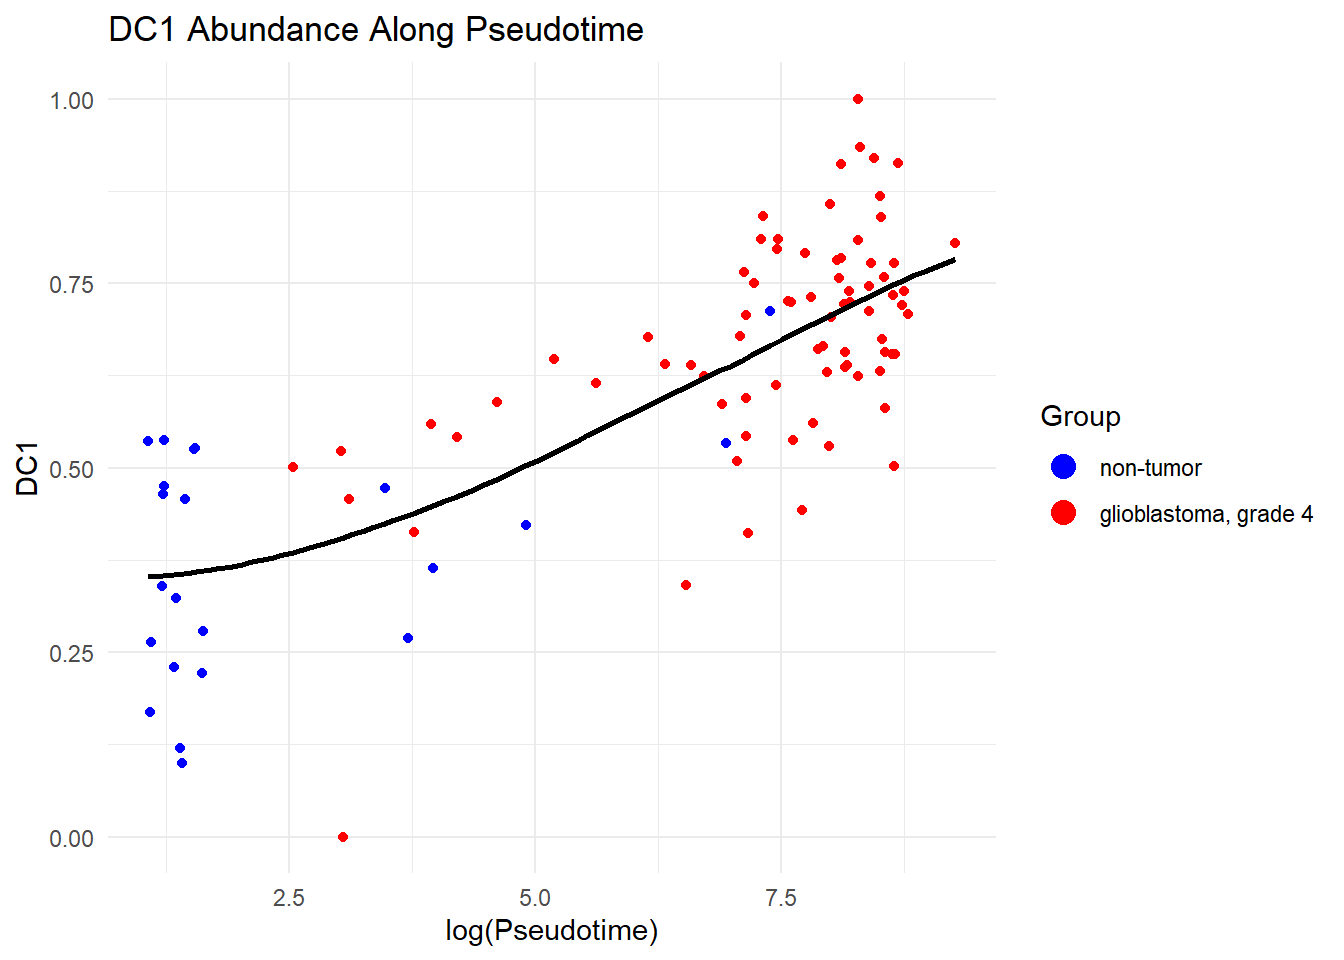 DC1 Abundance Along Pseudotime
1.00
0.75
0.50
0.25
0.00
DC1
2.5 5.0 7.5
log(Pseudotime)
Group
non-tumor
glioblastoma, grade 4